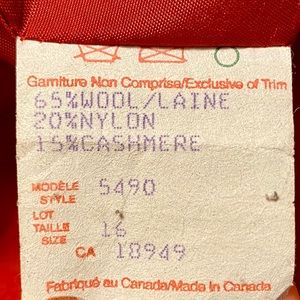 Garniture Non Comprise/Exclusive of Trim
65%WOOL/LAINE
20%NYLON
15%CASHMERE
MODÈLE
STYLE 5490
LOT
TAILLE 16
SIZE
CA 18949
Fabriqué au Canada/Made In Canada